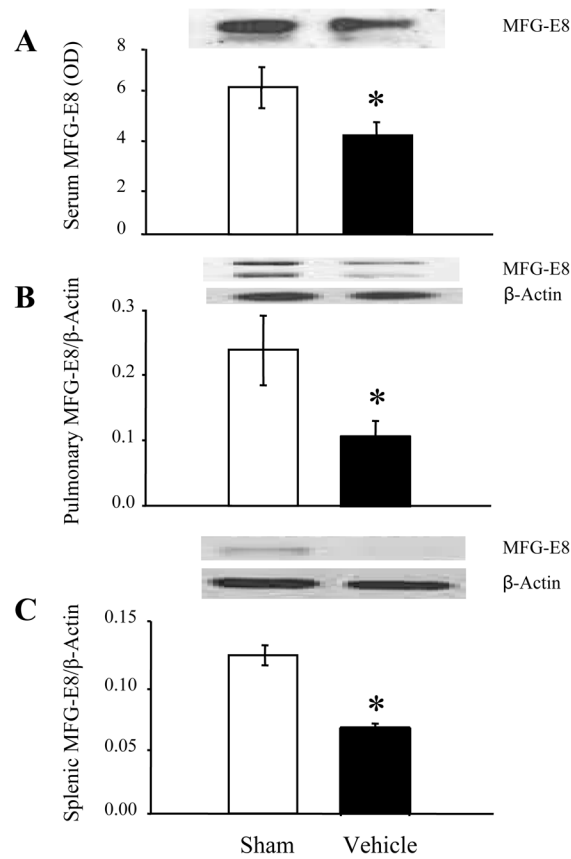 A
MFG-E8
Serum MFG-E8 (OD)
8
6
4
2
0
*
B
MFG-E8
β-Actin
Pulmonary MFG-E8/β-Actin
0.3
0.2
0.1
0.0
*
C
MFG-E8
β-Actin
Splenic MFG-E8/β-Actin
0.15
0.10
0.05
0.00
*
Sham Vehicle